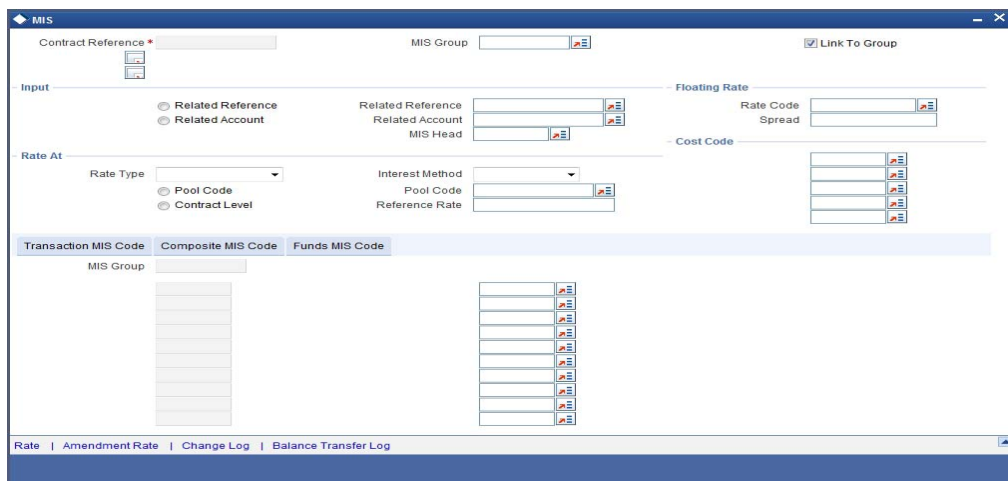 MIS
Contract Reference * MIS Group Link To Group
Input Floating Rate
Related Reference Related Reference Rate Code
Related Account Related Account Spread
MIS Head
Cost Code
Rate At
Rate Type Interest Method
Pool Code Pool Code
Contract Level Reference Rate
Transaction MIS Code Composite MIS Code Funds MIS Code
MIS Group
Rate | Amendment Rate | Change Log | Balance Transfer Log